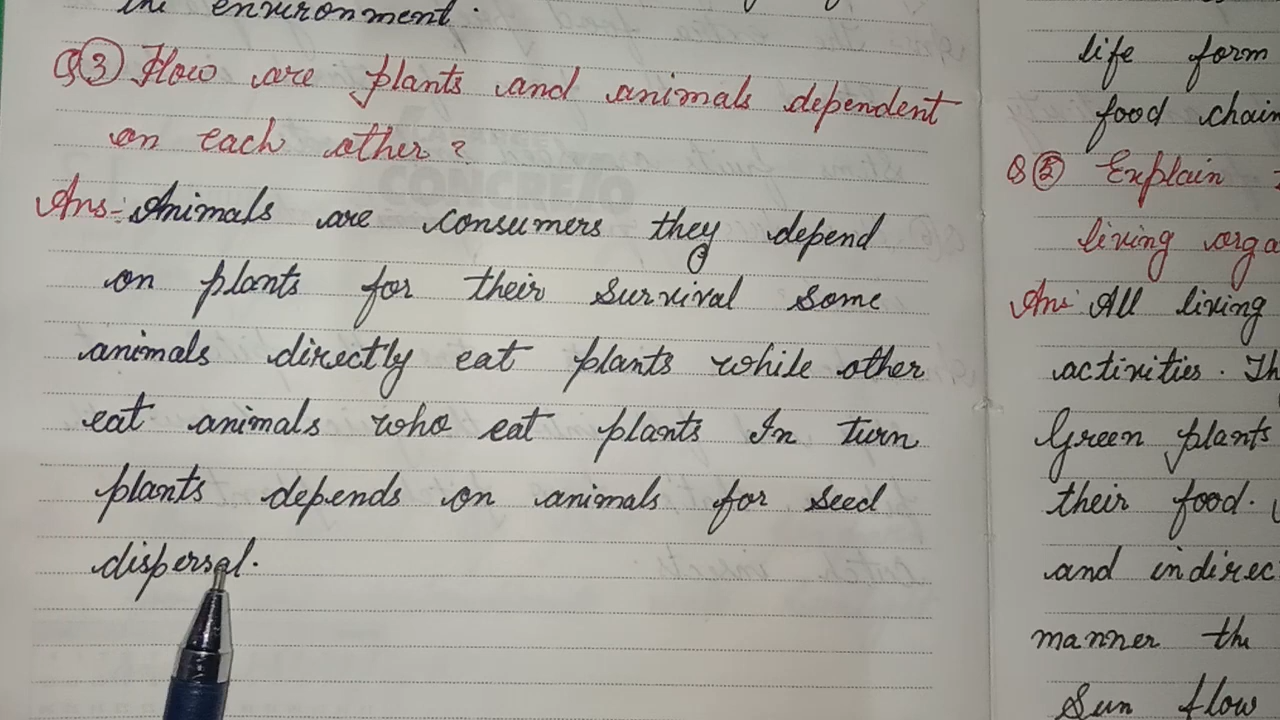 the environment.
Q③ How are plants and animals dependent
on each other?
Ans- Animals are consumers they depend
on plants for their survival some
animals directly eat plants while other
eat animals who eat plants In turn
plants depends on animals for seed
dispersal.
life form
food chain
Q⑤ Explain
living orga
Ans: All living
activities. Th
Green plants
their food.
and indirec
manner the
Sun flow